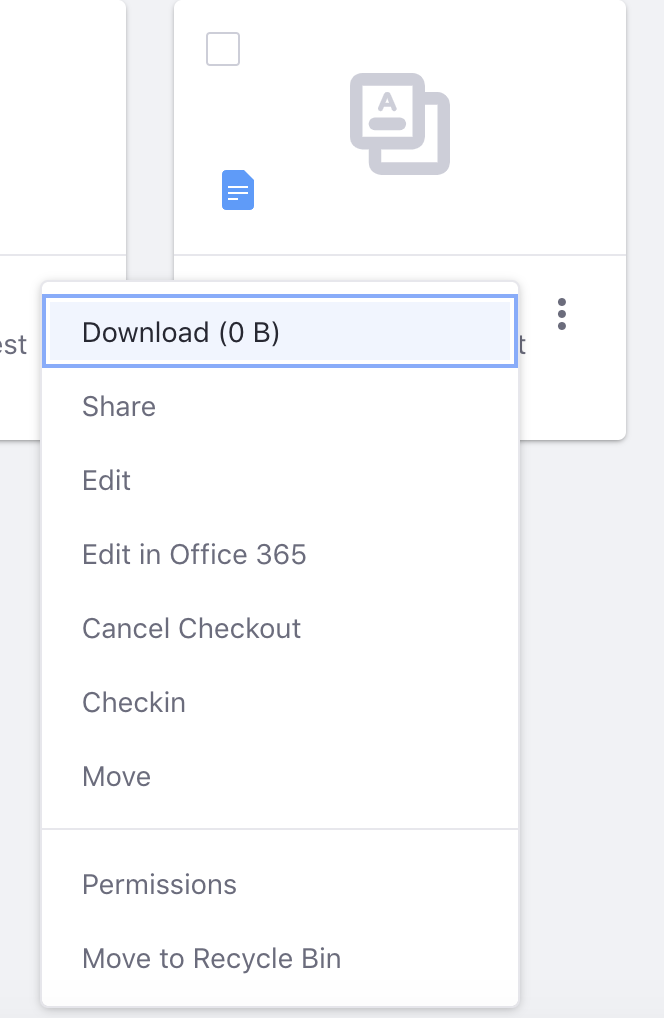 A
est
t
Download (0 B)
Share
Edit
Edit in Office 365
Cancel Checkout
Checkin
Move
Permissions
Move to Recycle Bin